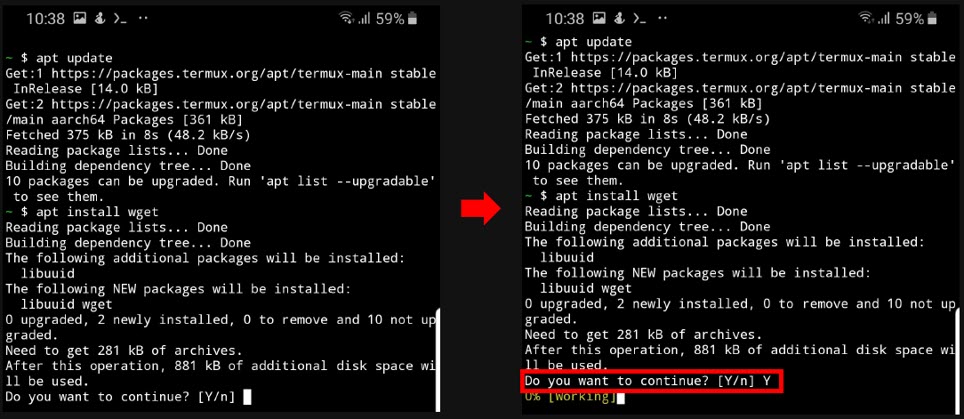 10:38 59%
~ $ apt update
Get:1 https://packages.termux.org/apt/termux-main stable
InRelease [14.0 kB]
Get:2 https://packages.termux.org/apt/termux-main stable
/main aarch64 Packages [361 kB]
Fetched 375 kB in 8s (48.2 kB/s)
Reading package lists... Done
Building dependency tree... Done
10 packages can be upgraded. Run 'apt list --upgradable'
to see them.
~ $ apt install wget
Reading package lists... Done
Building dependency tree... Done
The following additional packages will be installed:
libuuid
The following NEW packages will be installed:
libuuid wget
0 upgraded, 2 newly installed, 0 to remove and 10 not up
graded.
Need to get 281 kB of archives.
After this operation, 881 kB of additional disk space wi
ll be used.
Do you want to continue? [Y/n]
10:38 59%
~ $ apt update
Get:1 https://packages.termux.org/apt/termux-main stable
InRelease [14.0 kB]
Get:2 https://packages.termux.org/apt/termux-main stable
/main aarch64 Packages [361 kB]
Fetched 375 kB in 8s (48.2 kB/s)
Reading package lists... Done
Building dependency tree... Done
10 packages can be upgraded. Run 'apt list --upgradable'
to see them.
~ $ apt install wget
Reading package lists... Done
Building dependency tree... Done
The following additional packages will be installed:
libuuid
The following NEW packages will be installed:
libuuid wget
0 upgraded, 2 newly installed, 0 to remove and 10 not up
graded.
Need to get 281 kB of archives.
After this operation, 881 kB of additional disk space wi
ll be used.
Do you want to continue? [Y/n] Y
0% [Working]